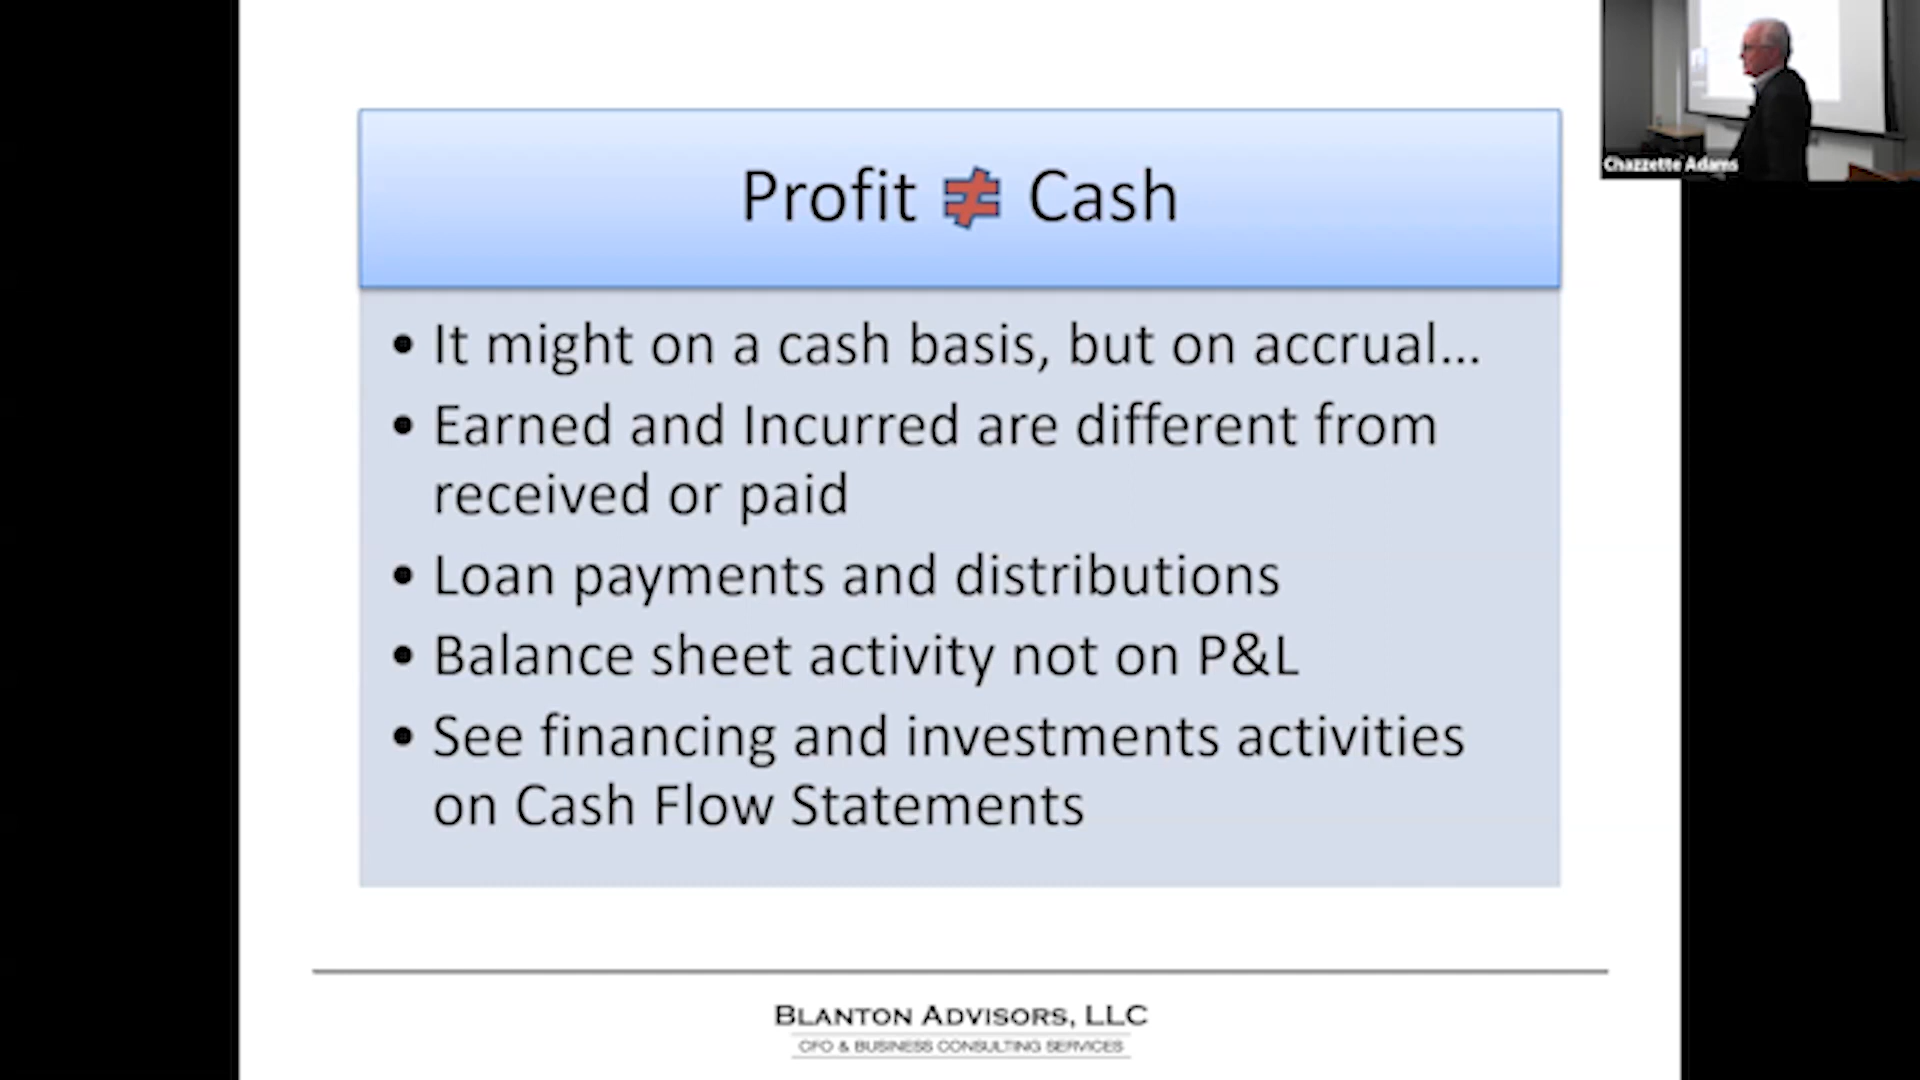 Profit ≠ Cash
• It might on a cash basis, but on accrual...
• Earned and Incurred are different from
received or paid
• Loan payments and distributions
• Balance sheet activity not on P&L
• See financing and investments activities
on Cash Flow Statements
BLANTON ADVISORS, LLC
CFO & BUSINESS CONSULTING SERVICES
Chazzette Adams